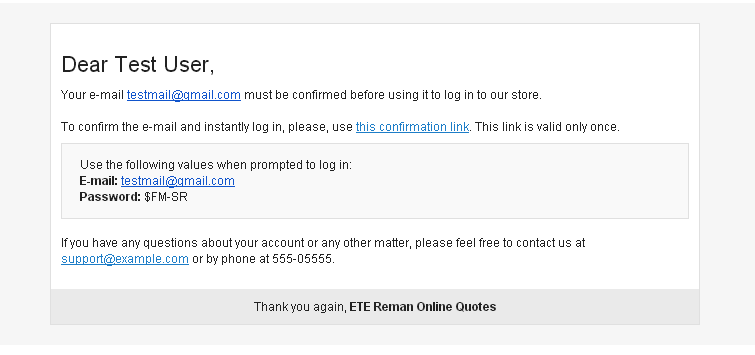 Dear Test User,
Your e-mail testmail@gmail.com must be confirmed before using it to log in to our store.
To confirm the e-mail and instantly log in, please, use this confirmation link. This link is valid only once.
Use the following values when prompted to log in:
E-mail: testmail@gmail.com
Password: $FM-SR
If you have any questions about your account or any other matter, please feel free to contact us at
support@example.com or by phone at 555-05555.
Thank you again, ETE Reman Online Quotes